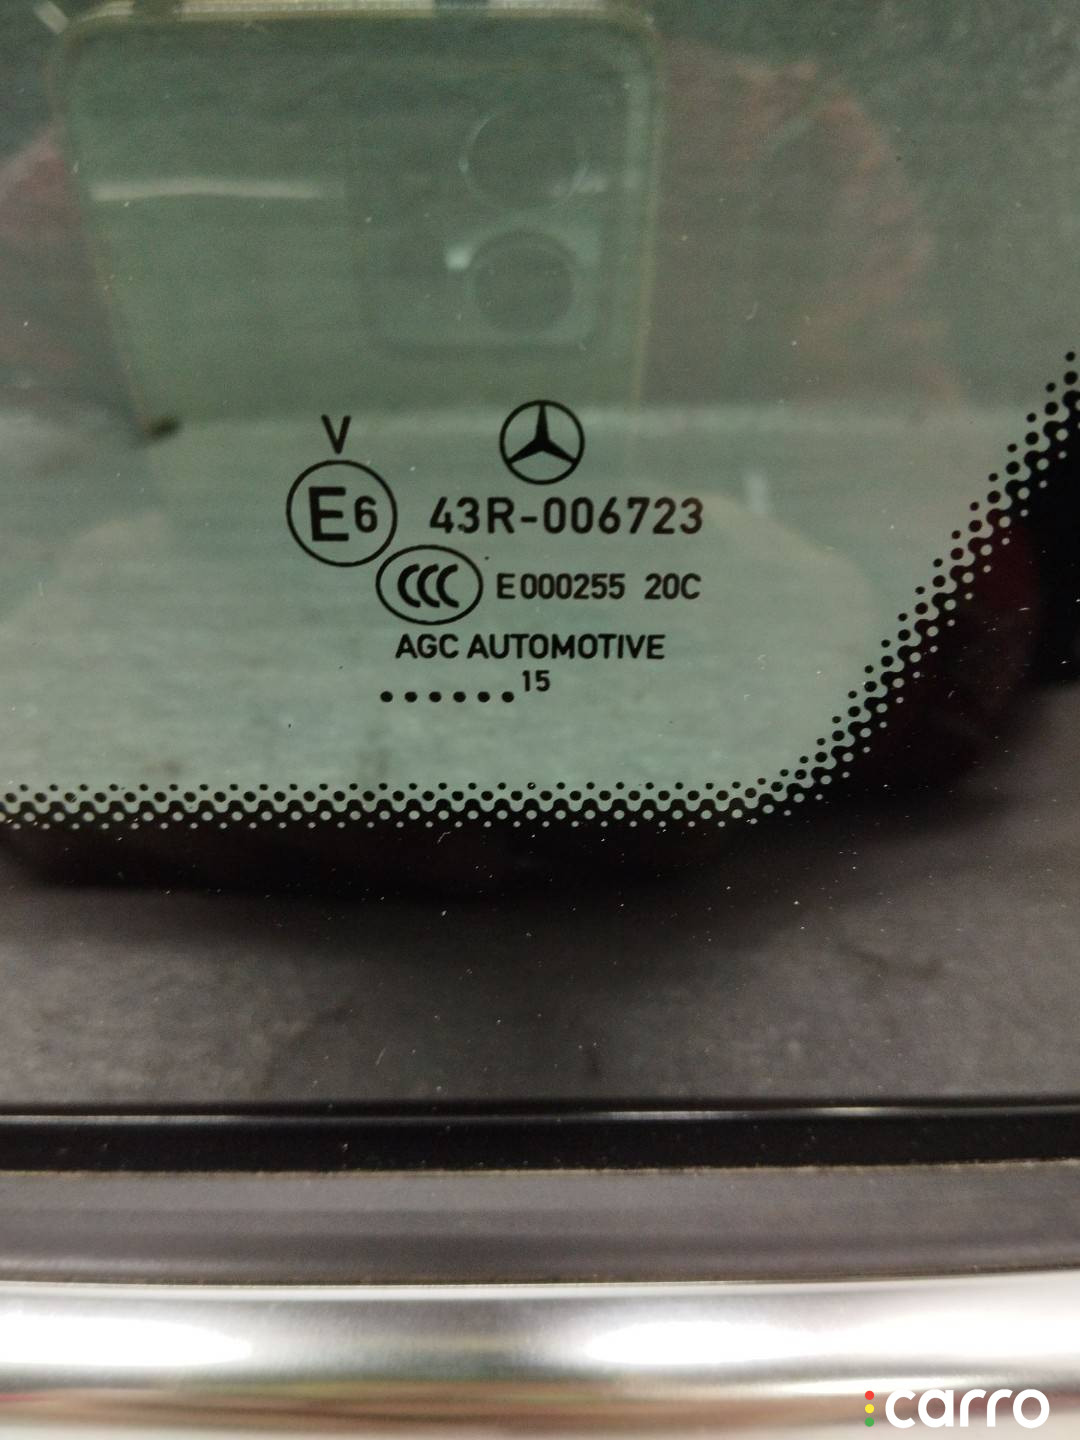 V
E6 43R-006723
CCC E000255 20C
AGC AUTOMOTIVE
......15
carro